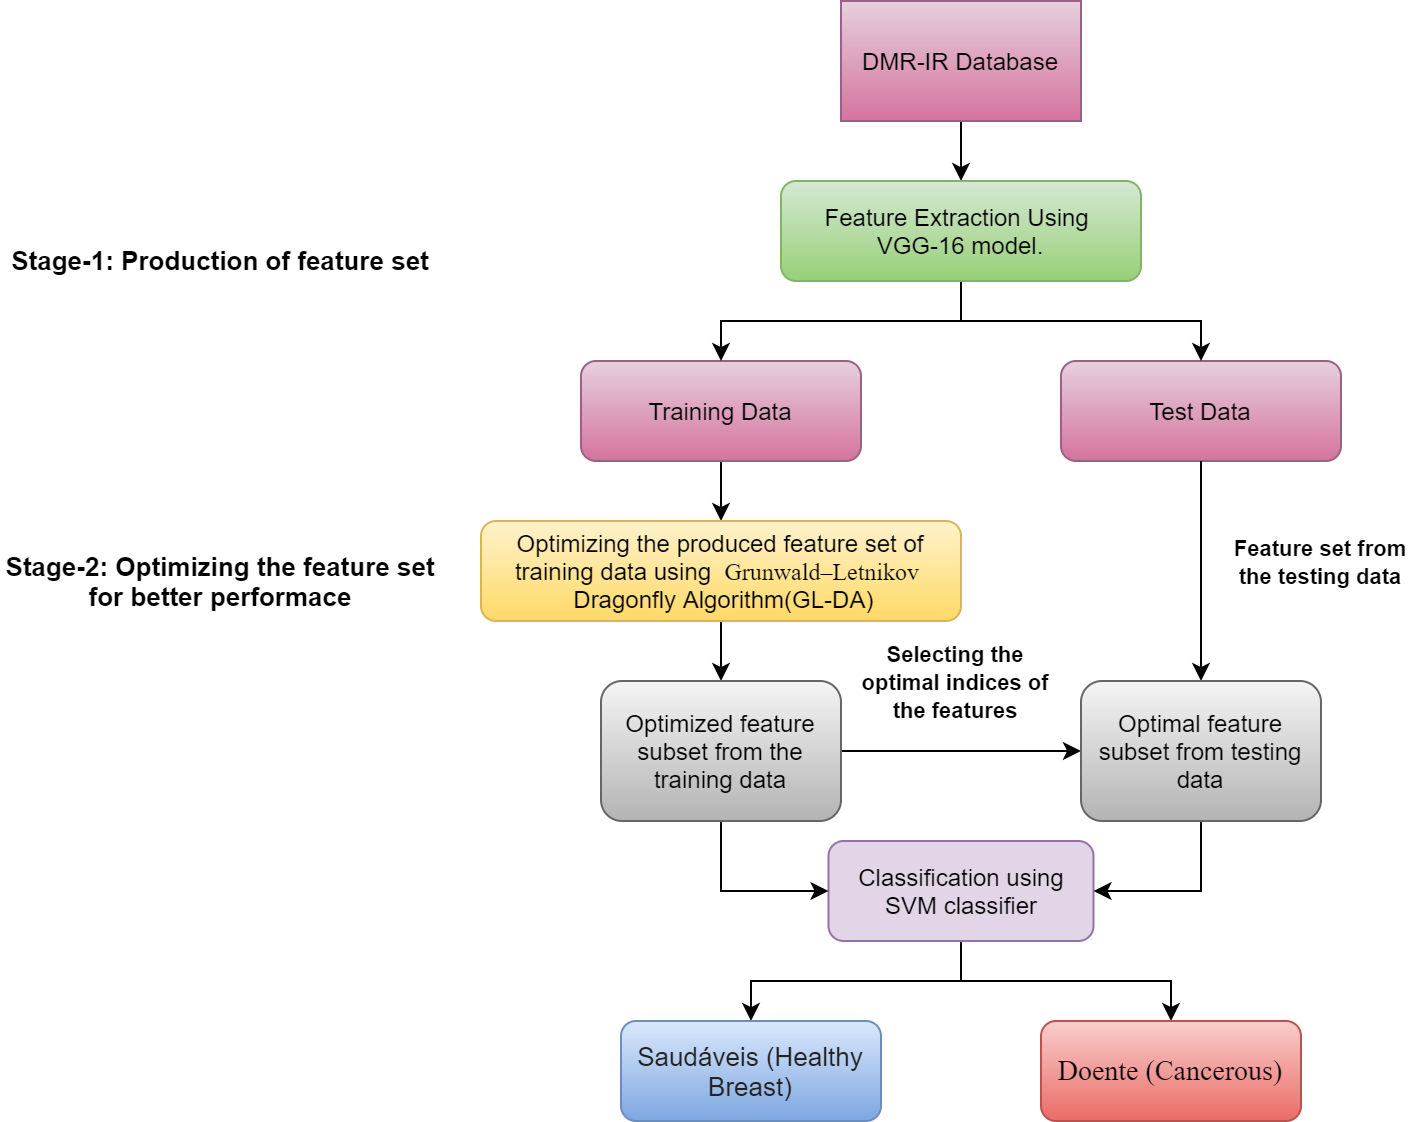 DMR-IR Database
Feature Extraction Using
VGG-16 model.
Stage-1: Production of feature set
Training Data
Test Data
Optimizing the produced feature set of
training data using Grunwald–Letnikov
Dragonfly Algorithm(GL-DA)
Stage-2: Optimizing the feature set
for better performace
Feature set from
the testing data
Selecting the
optimal indices of
the features
Optimized feature
subset from the
training data
Optimal feature
subset from testing
data
Classification using
SVM classifier
Saudáveis (Healthy
Breast)
Doente (Cancerous)